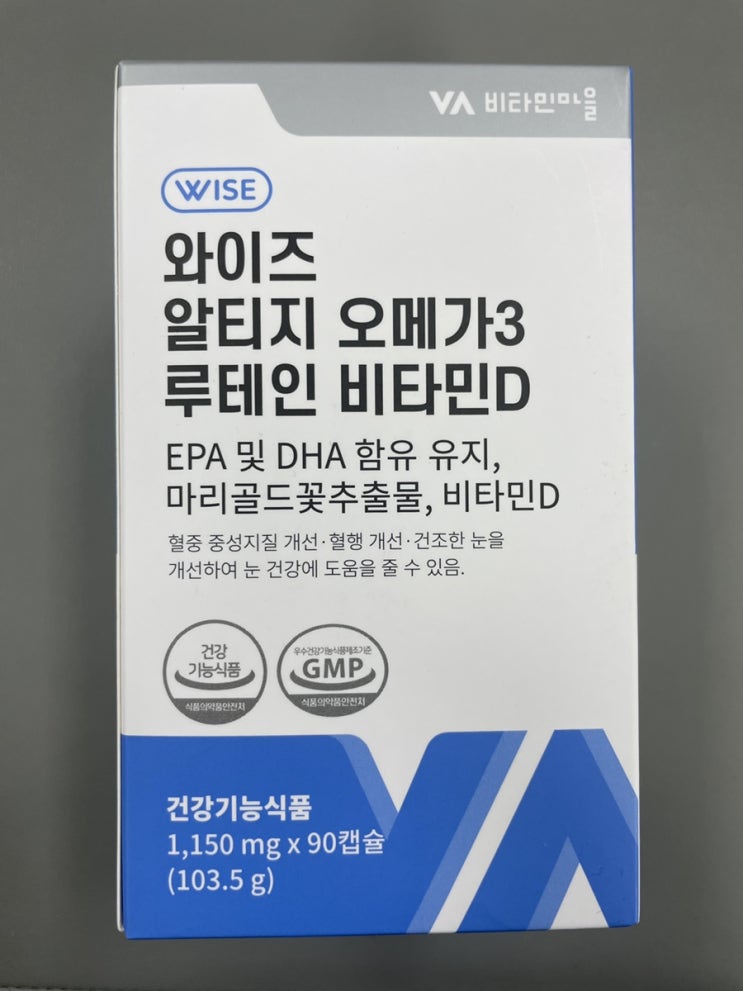 VA 비타민마을
WISE
와이즈
알티지 오메가3
루테인 비타민D
EPA 및 DHA 함유 유지,
마리골드꽃추출물, 비타민D
혈중 중성지질 개선·혈행 개선·건조한 눈을
개선하여 눈 건강에 도움을 줄 수 있음.
건강
기능식품
식품의약품안전처
우수건강기능식품제조기준
GMP
식품의약품안전처
건강기능식품
1,150 mg x 90캡슐
(103.5 g)